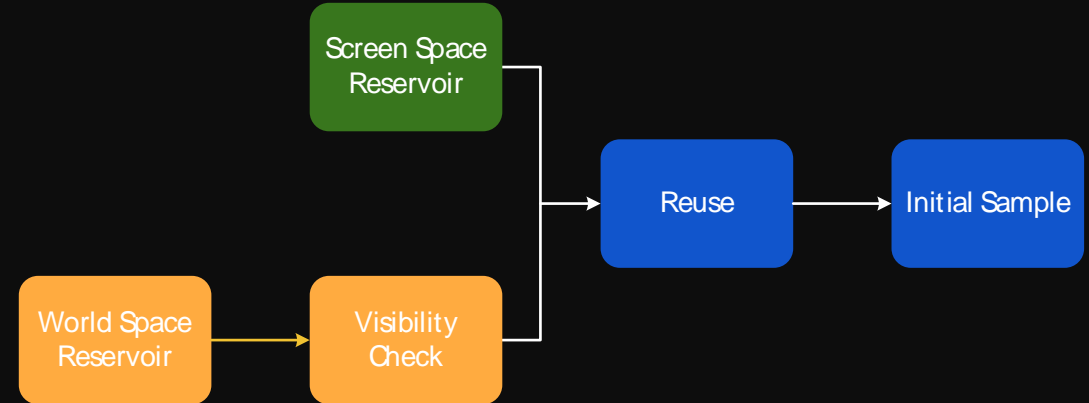 Screen Space
Reservoir
Reuse
Initial Sample
World Space
Reservoir
Visibility
Check